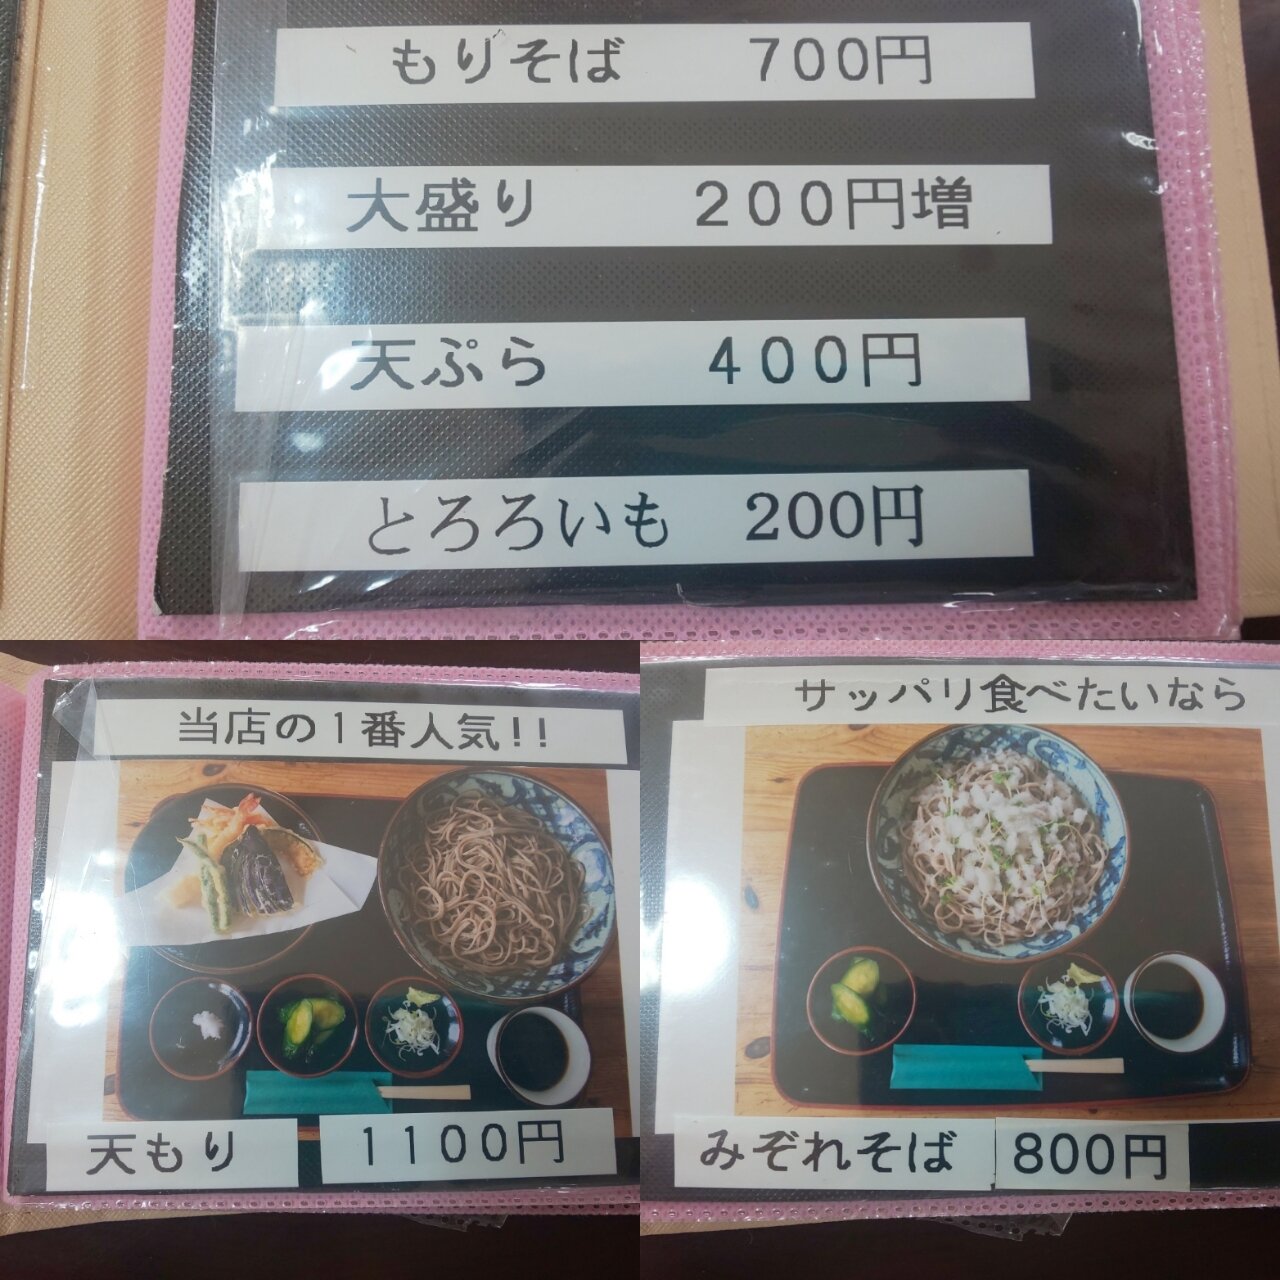 もりそば 700円
大盛り 200円増
天ぷら 400円
とろろいも 200円
当店の1番人気!!
天もり 1100円
サッパリ食べたいなら
みぞれそば 800円